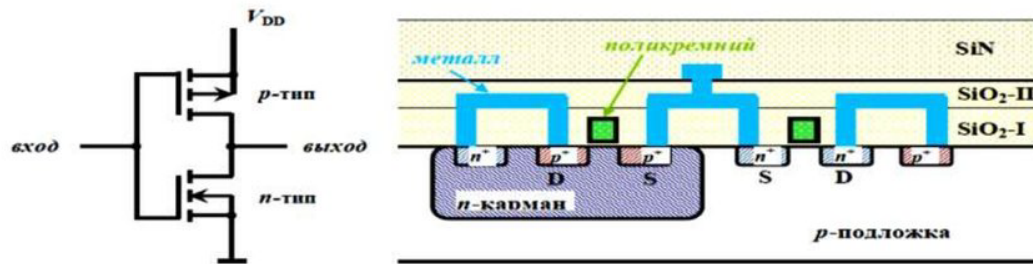 V_DD
p-тип
вход
выход
n-тип
поликремний
металл
SiN
SiO₂-II
SiO₂-I
n⁺ p⁺ p⁺ n⁺ n⁺ p⁺
D S S D
n-карман
p-подложка